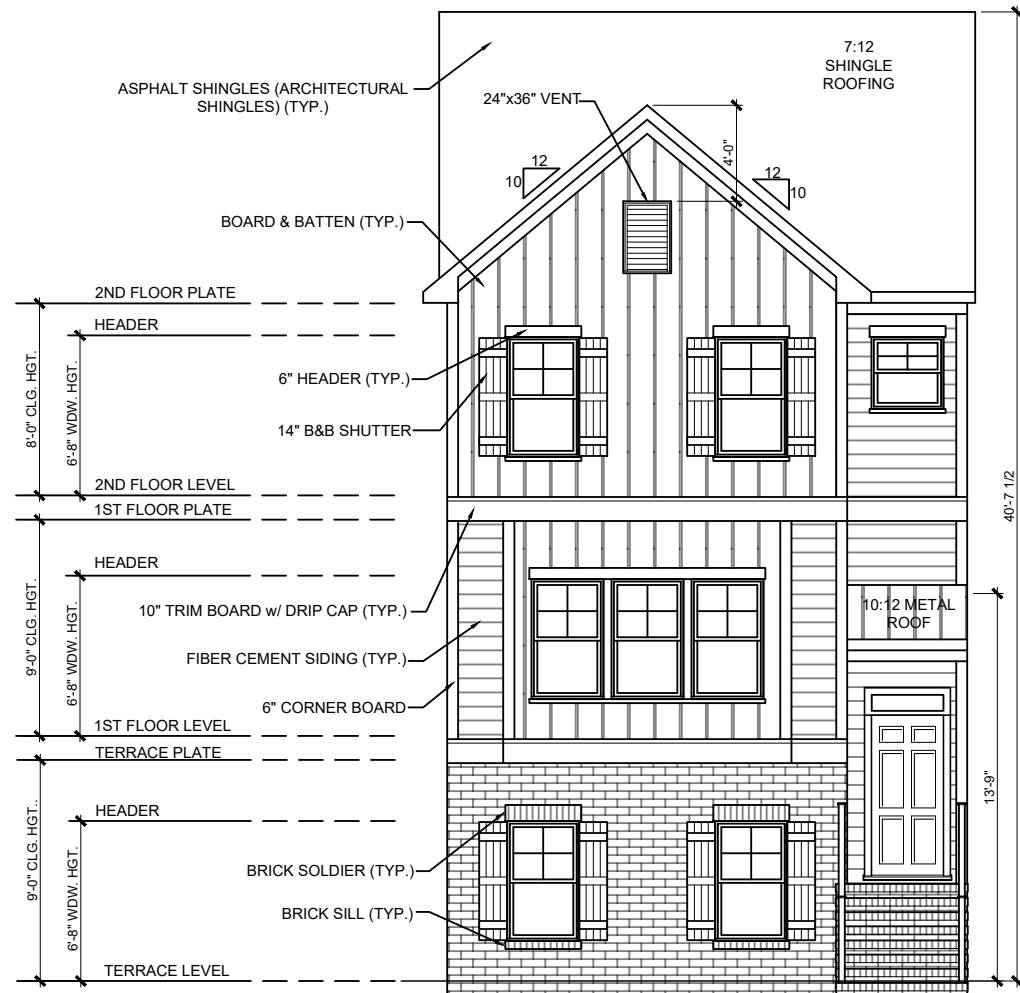 7:12
SHINGLE
ROOFING
ASPHALT SHINGLES (ARCHITECTURAL
SHINGLES) (TYP.)
24"x36" VENT
4'-0"
12
10
12
10
BOARD & BATTEN (TYP.)
2ND FLOOR PLATE
HEADER
8'-0" CLG. HGT.
6'-8" WDW. HGT.
6" HEADER (TYP.)
14" B&B SHUTTER
2ND FLOOR LEVEL
1ST FLOOR PLATE
40'-7 1/2
HEADER
9'-0" CLG. HGT.
6'-8" WDW. HGT.
10" TRIM BOARD w/ DRIP CAP (TYP.)
10:12 METAL
ROOF
FIBER CEMENT SIDING (TYP.)
6" CORNER BOARD
1ST FLOOR LEVEL
TERRACE PLATE
13'-9"
HEADER
9'-0" CLG. HGT..
6'-8" WDW. HGT.
BRICK SOLDIER (TYP.)
BRICK SILL (TYP.)
TERRACE LEVEL